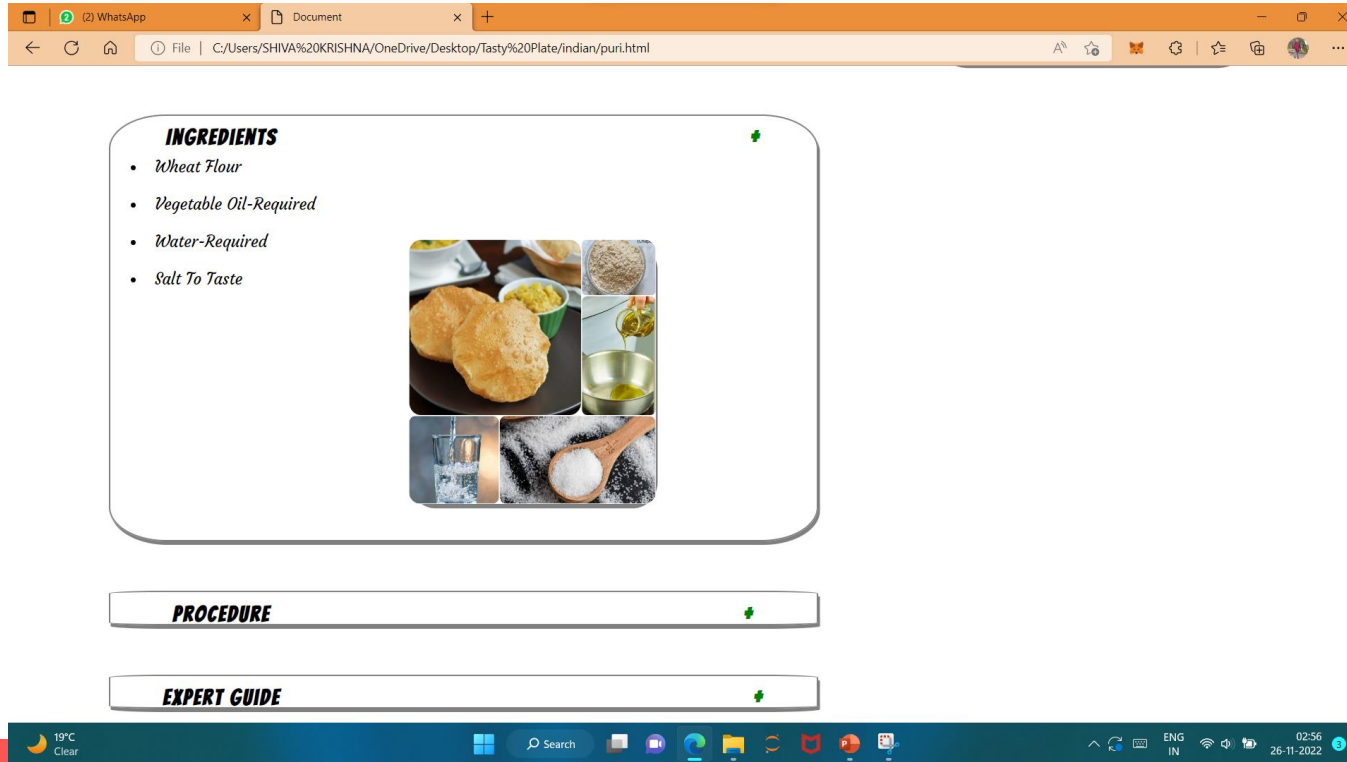 2 (2) WhatsApp
Document
File C:/Users/SHIVA%20KRISHNA/OneDrive/Desktop/Tasty%20Plate/indian/puri.html
INGREDIENTS +
• Wheat Flour
• Vegetable Oil-Required
• Water-Required
• Salt To Taste
PROCEDURE +
EXPERT GUIDE +
19°C
Clear
Search
ENG
IN
02:56
26-11-2022
3